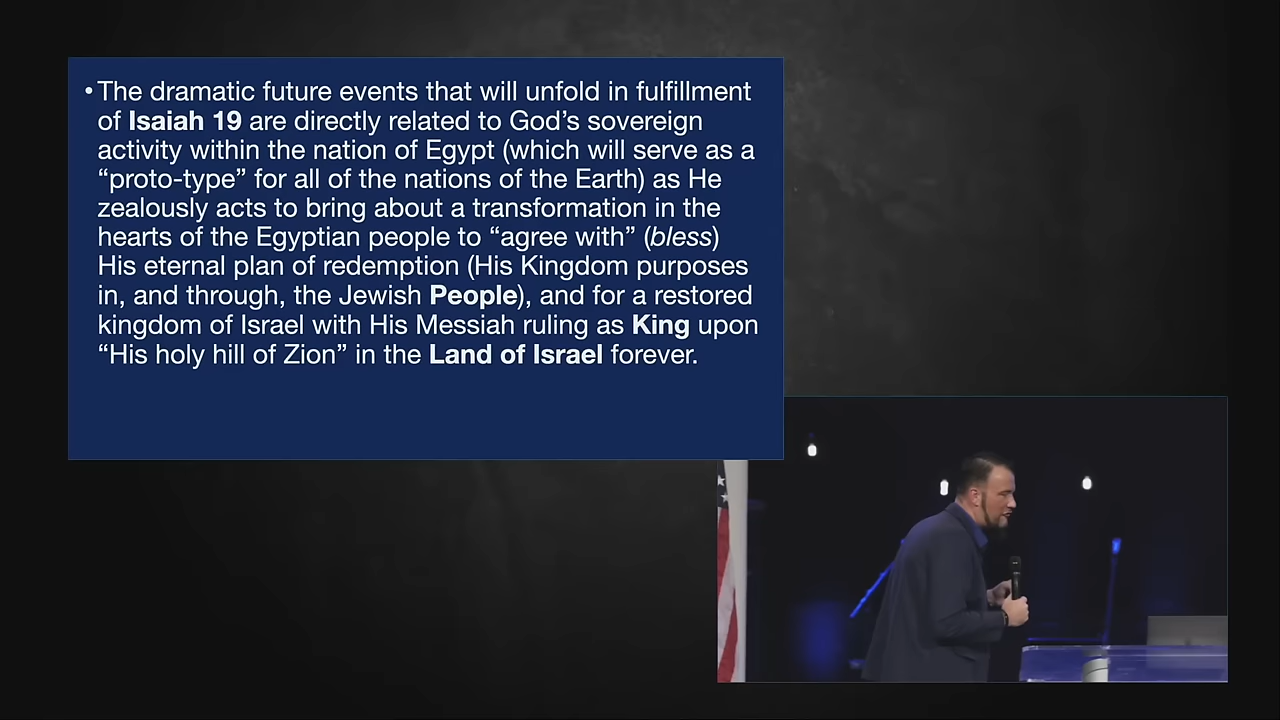 •The dramatic future events that will unfold in fulfillment
of Isaiah 19 are directly related to God’s sovereign
activity within the nation of Egypt (which will serve as a
“proto-type” for all of the nations of the Earth) as He
zealously acts to bring about a transformation in the
hearts of the Egyptian people to “agree with” (bless)
His eternal plan of redemption (His Kingdom purposes
in, and through, the Jewish People), and for a restored
kingdom of Israel with His Messiah ruling as King upon
“His holy hill of Zion” in the Land of Israel forever.